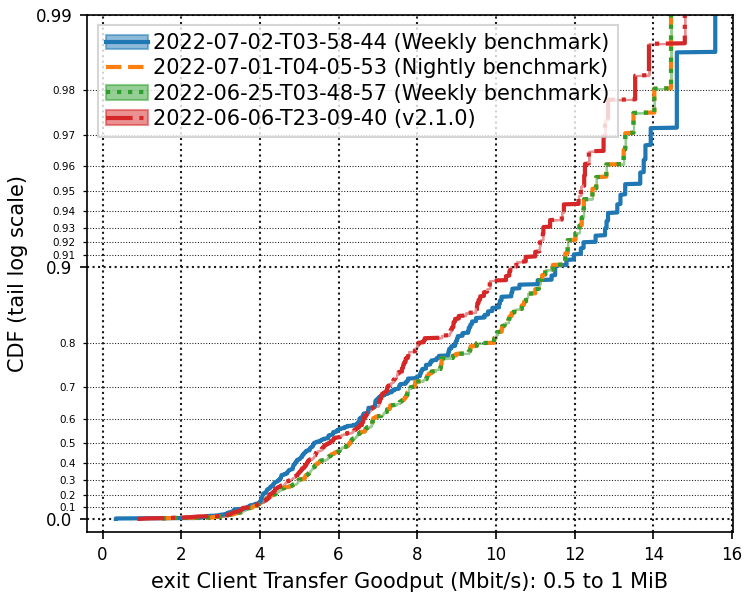 0.99
2022-07-02-T03-58-44 (Weekly benchmark)
2022-07-01-T04-05-53 (Nightly benchmark)
2022-06-25-T03-48-57 (Weekly benchmark)
2022-06-06-T23-09-40 (v2.1.0)
0.98
0.97
0.96
0.95
0.94
0.93
0.92
0.91
0.9
0.8
0.7
0.6
0.5
0.4
0.3
0.2
0.1
0.0
CDF (tail log scale)
0 2 4 6 8 10 12 14 16
exit Client Transfer Goodput (Mbit/s): 0.5 to 1 MiB